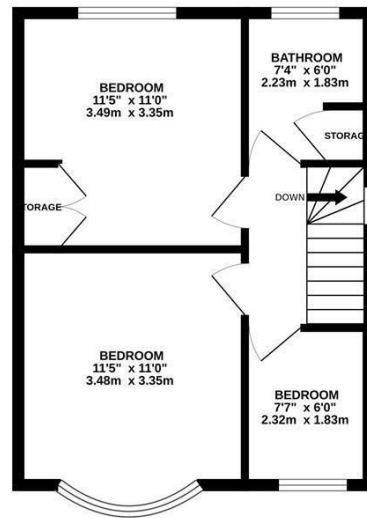 BEDROOM
11'5" x 11'0"
3.49m x 3.35m
BATHROOM
7'4" x 6'0"
2.23m x 1.83m
STORAGE
TORAGE
DOWN
BEDROOM
11'5" x 11'0"
3.48m x 3.35m
BEDROOM
7'7" x 6'0"
2.32m x 1.83m